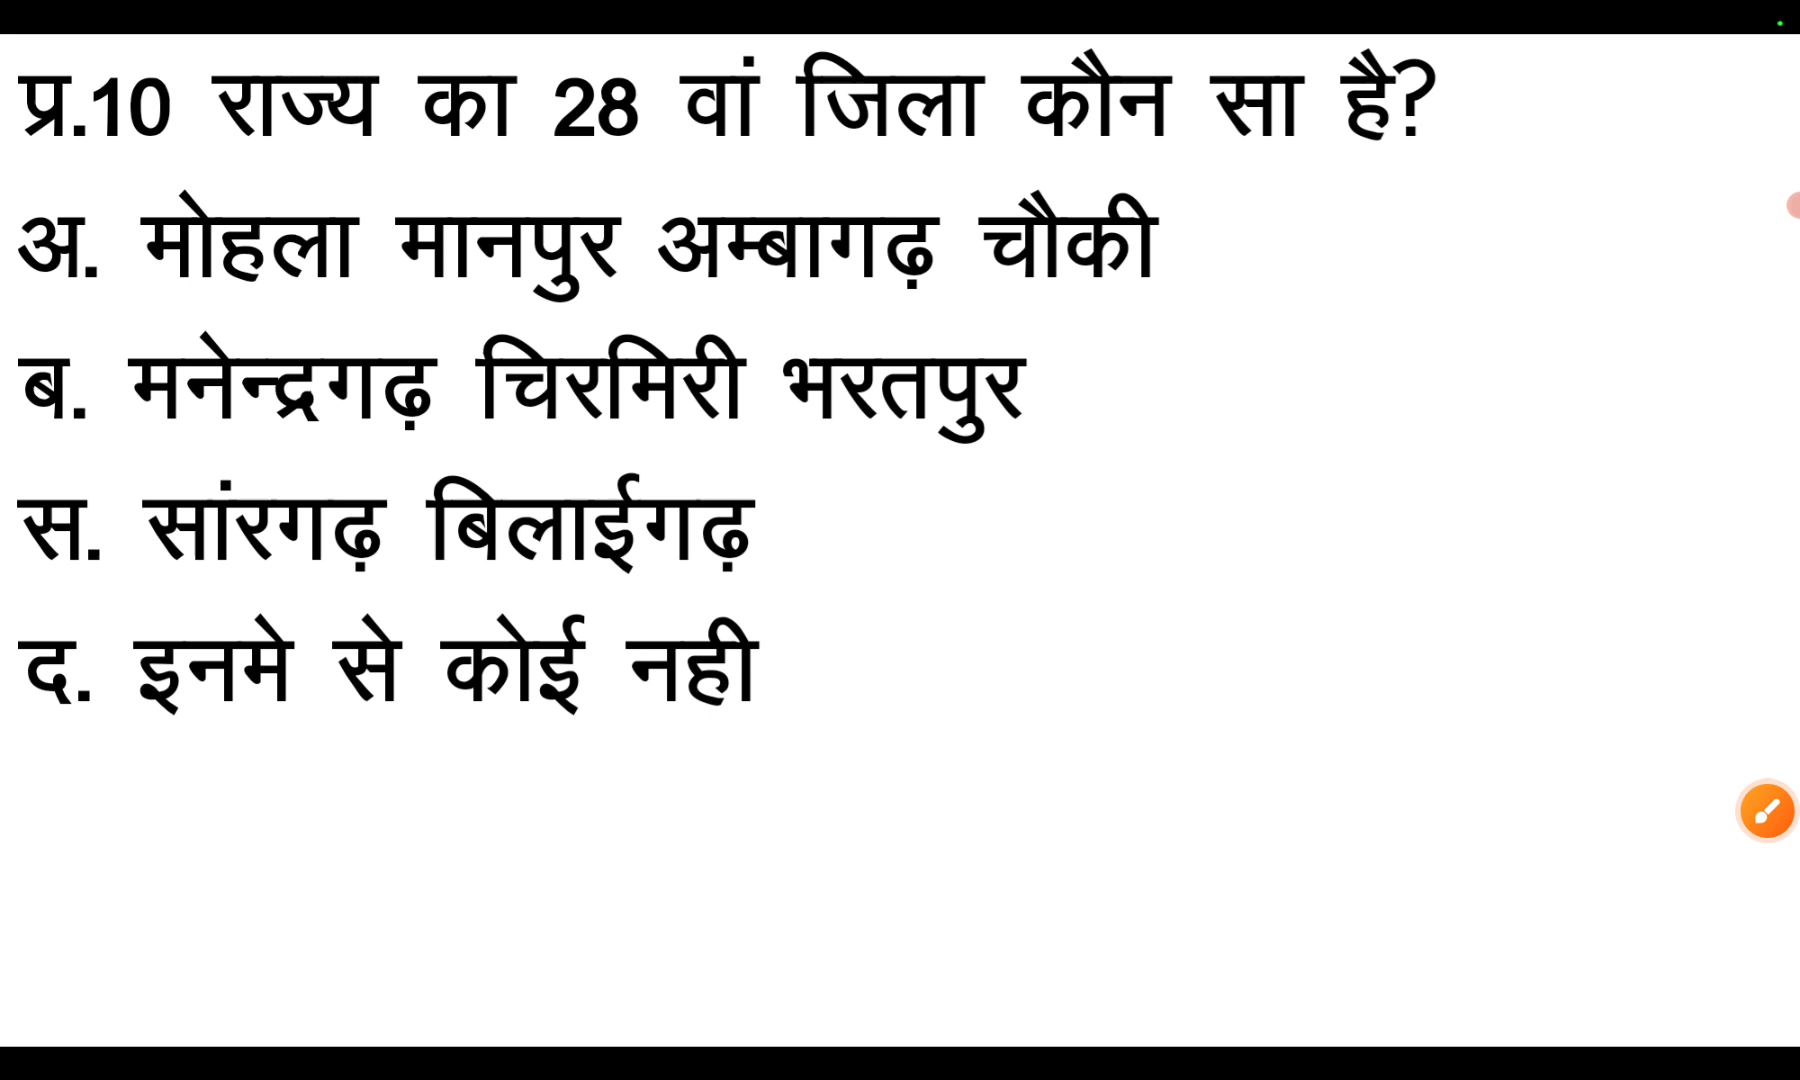 प्र.10 राज्य का 28 वां जिला कौन सा है?
अ. मोहला मानपुर अम्बागढ़ चौकी
ब. मनेन्द्रगढ़ चिरमिरी भरतपुर
स. सांरगढ़ बिलाईगढ़
द. इनमे से कोई नही